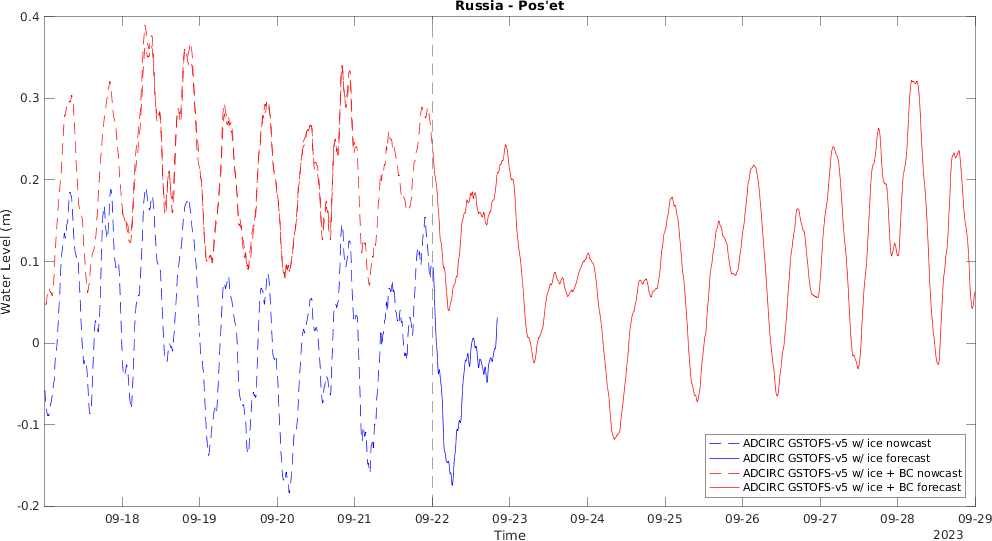 Russia - Pos'et
0.4
0.3
0.2
0.1
0
-0.1
-0.2
Water Level (m)
09-18 09-19 09-20 09-21 09-22 09-23 09-24 09-25 09-26 09-27 09-28 09-29
Time
2023
ADCIRC GSTOFS-v5 w/ ice nowcast
ADCIRC GSTOFS-v5 w/ ice forecast
ADCIRC GSTOFS-v5 w/ ice + BC nowcast
ADCIRC GSTOFS-v5 w/ ice + BC forecast